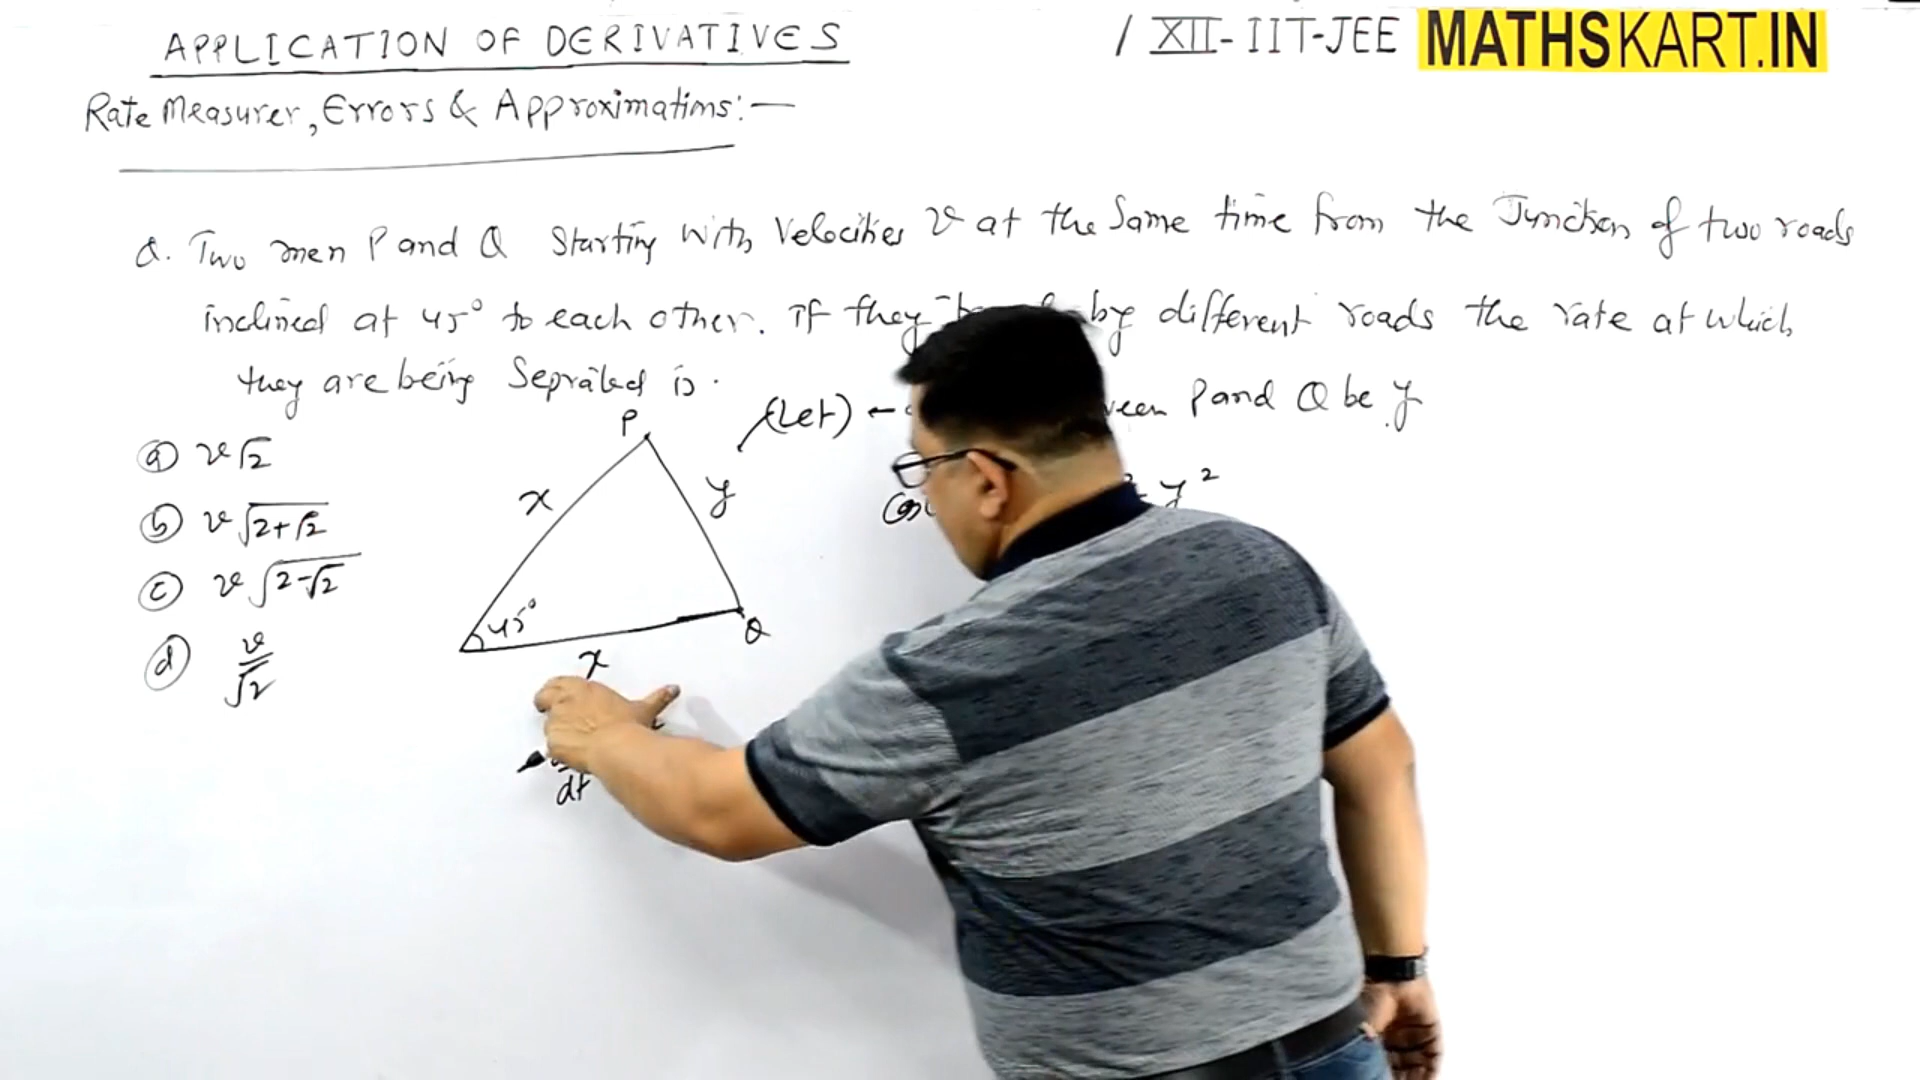 APPLICATION OF DERIVATIVES / XII-IIT-JEE MATHSKART.IN
Rate Measurer, Errors & Approximations:—
Q. Two men P and Q starting with Velocities v at the Same time from the Junction of two roads
inclined at 45° to each other. If they by different roads the rate at which
they are being Seprated is.
(Let) ← P and Q be y
(a) v√2
(b) v√(2+√2)
(c) v√(2-√2)
(d) v/√2
P
x
y
45°
Q
x
y²
dt